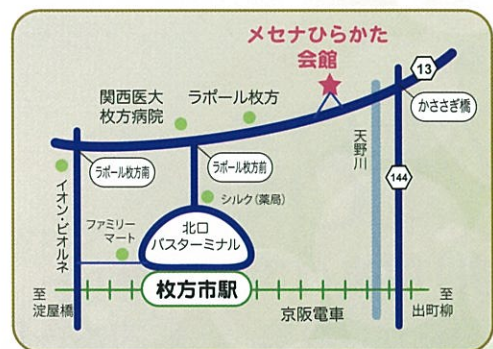 メセナひらかた
会館
13
関西医大
枚方病院
ラポール枚方
かささぎ橋
ラポール枚方南
ラポール枚方前
天野川
144
イオン・ビオルネ
シルク(薬局)
ファミリー
マート
北口
バスターミナル
至
淀屋橋
枚方市駅
京阪電車
至
出町柳